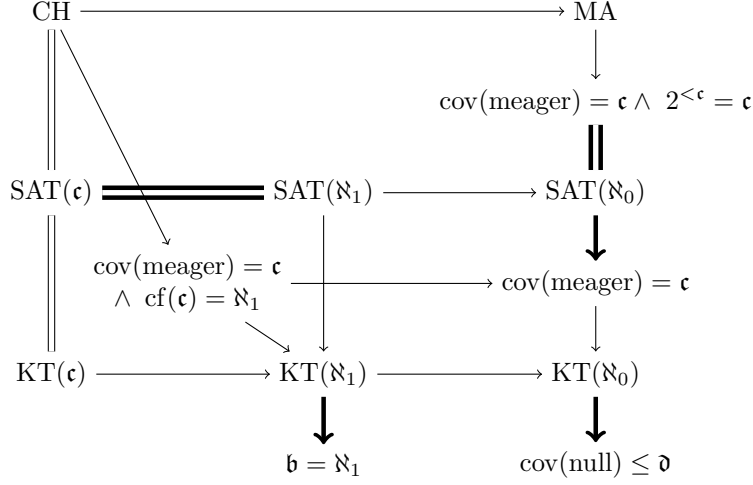 CH MA
cov(meager) = 𝔠 ∧ 2^{<𝔠} = 𝔠
SAT(𝔠) SAT(ℵ₁) SAT(ℵ₀)
cov(meager) = 𝔠
∧ cf(𝔠) = ℵ₁
cov(meager) = 𝔠
KT(𝔠) KT(ℵ₁) KT(ℵ₀)
𝔟 = ℵ₁ cov(null) ≤ 𝔡